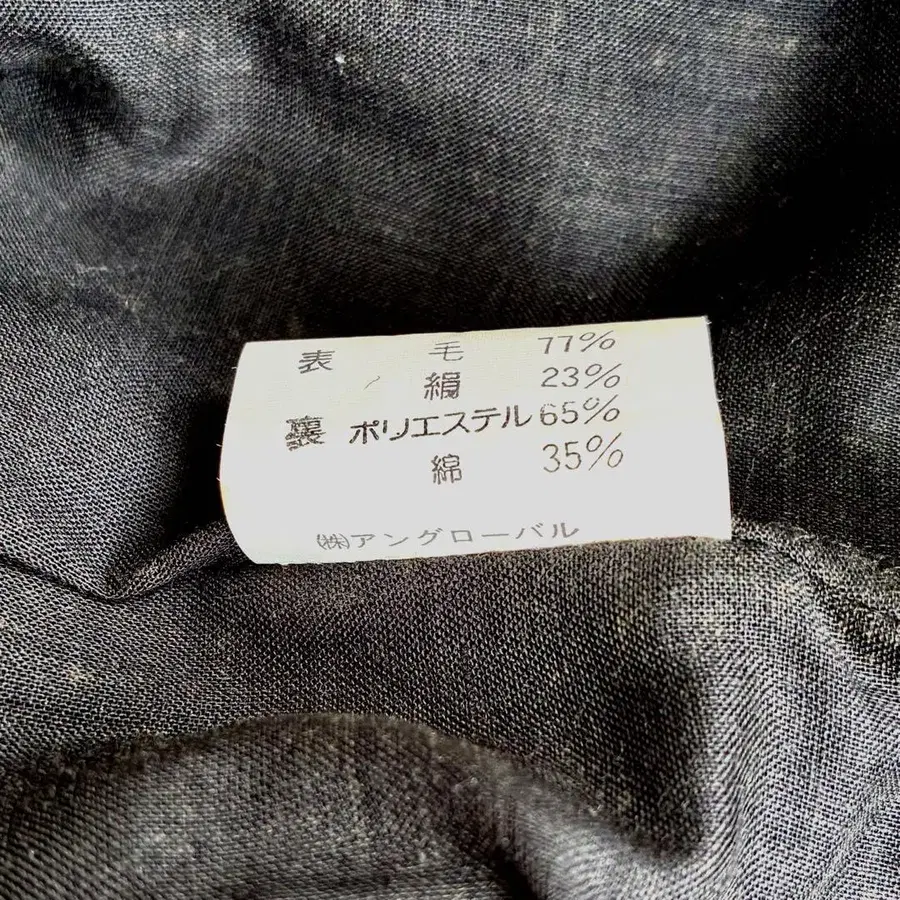 表 毛 77%
絹 23%
裏 ポリエステル 65%
綿 35%
㈱アングローバル